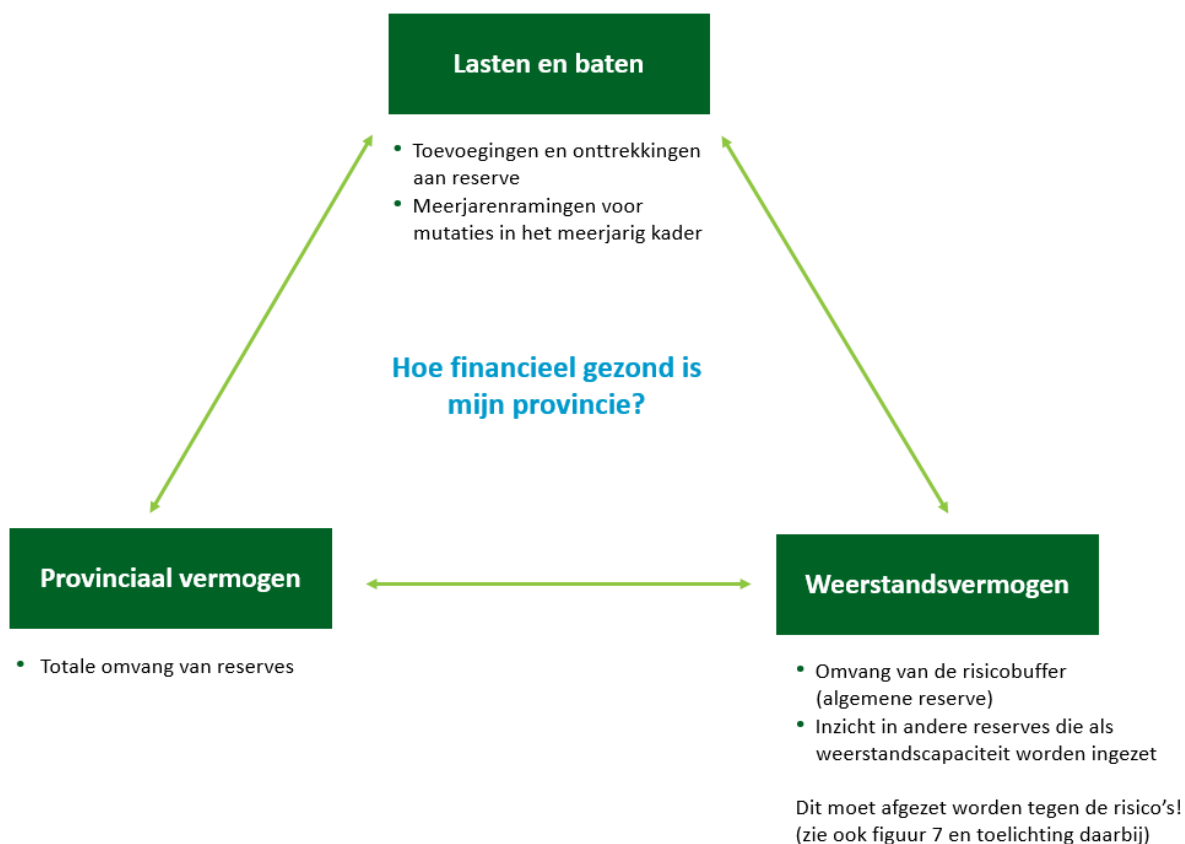 Lasten en baten
• Toevoegingen en onttrekkingen
aan reserve
• Meerjarenramingen voor
mutaties in het meerjarig kader
Hoe financieel gezond is
mijn provincie?
Provinciaal vermogen
• Totale omvang van reserves
Weerstandsvermogen
• Omvang van de risicobuffer
(algemene reserve)
• Inzicht in andere reserves die als
weerstandscapaciteit worden ingezet
Dit moet afgezet worden tegen de risico's!
(zie ook figuur 7 en toelichting daarbij)